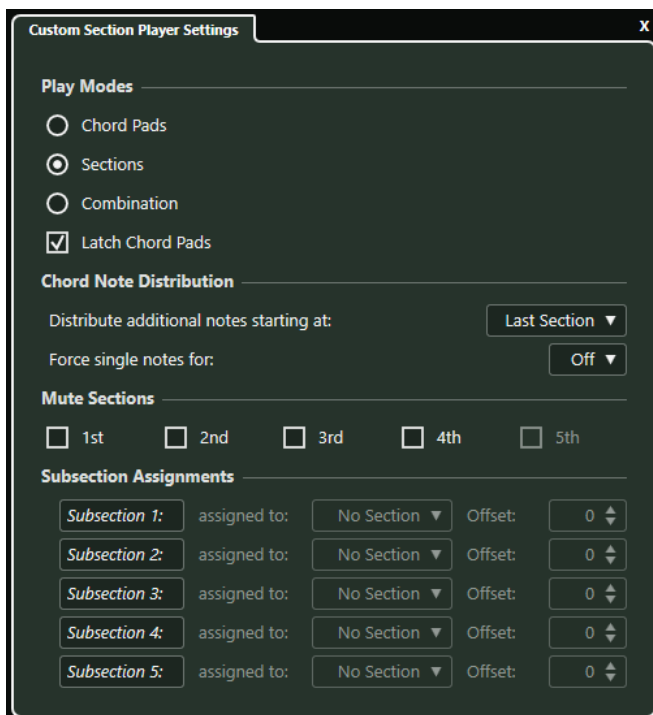 Custom Section Player Settings X
Play Modes
Chord Pads
Sections
Combination
Latch Chord Pads
Chord Note Distribution
Distribute additional notes starting at: Last Section
Force single notes for: Off
Mute Sections
1st 2nd 3rd 4th 5th
Subsection Assignments
Subsection 1: assigned to: No Section Offset: 0
Subsection 2: assigned to: No Section Offset: 0
Subsection 3: assigned to: No Section Offset: 0
Subsection 4: assigned to: No Section Offset: 0
Subsection 5: assigned to: No Section Offset: 0